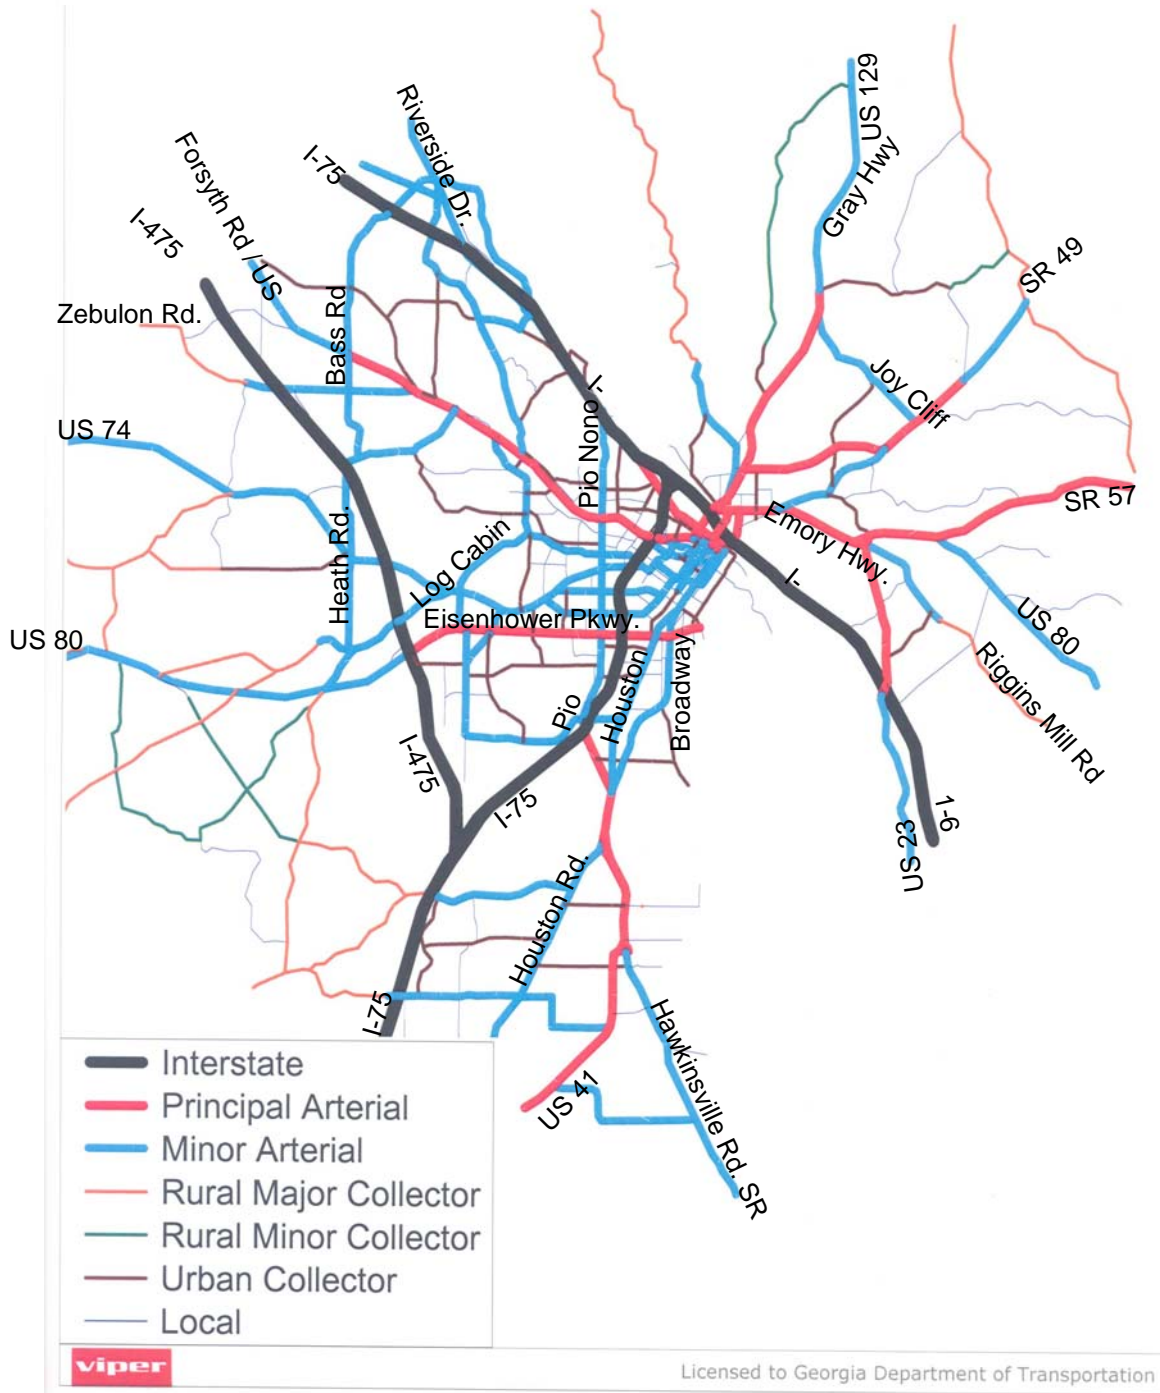 US 129
Riverside Dr.
Forsyth Rd / US
I-75
Gray Hwy
I-475
SR 49
Zebulon Rd.
Bass Rd
Joy Cliff
I-
US 74
Pio Nono
SR 57
Emory Hwy.
Heath Rd.
Log Cabin
I-
Eisenhower Pkwy.
US 80
US 80
Riggins Mill Rd
Pio
Houston
Broadway
I-475
I-75
1-6
US 23
Houston Rd.
I-75
Hawkinsville Rd. SR
US 41
Interstate
Principal Arterial
Minor Arterial
Rural Major Collector
Rural Minor Collector
Urban Collector
Local
viper
Licensed to Georgia Department of Transportation